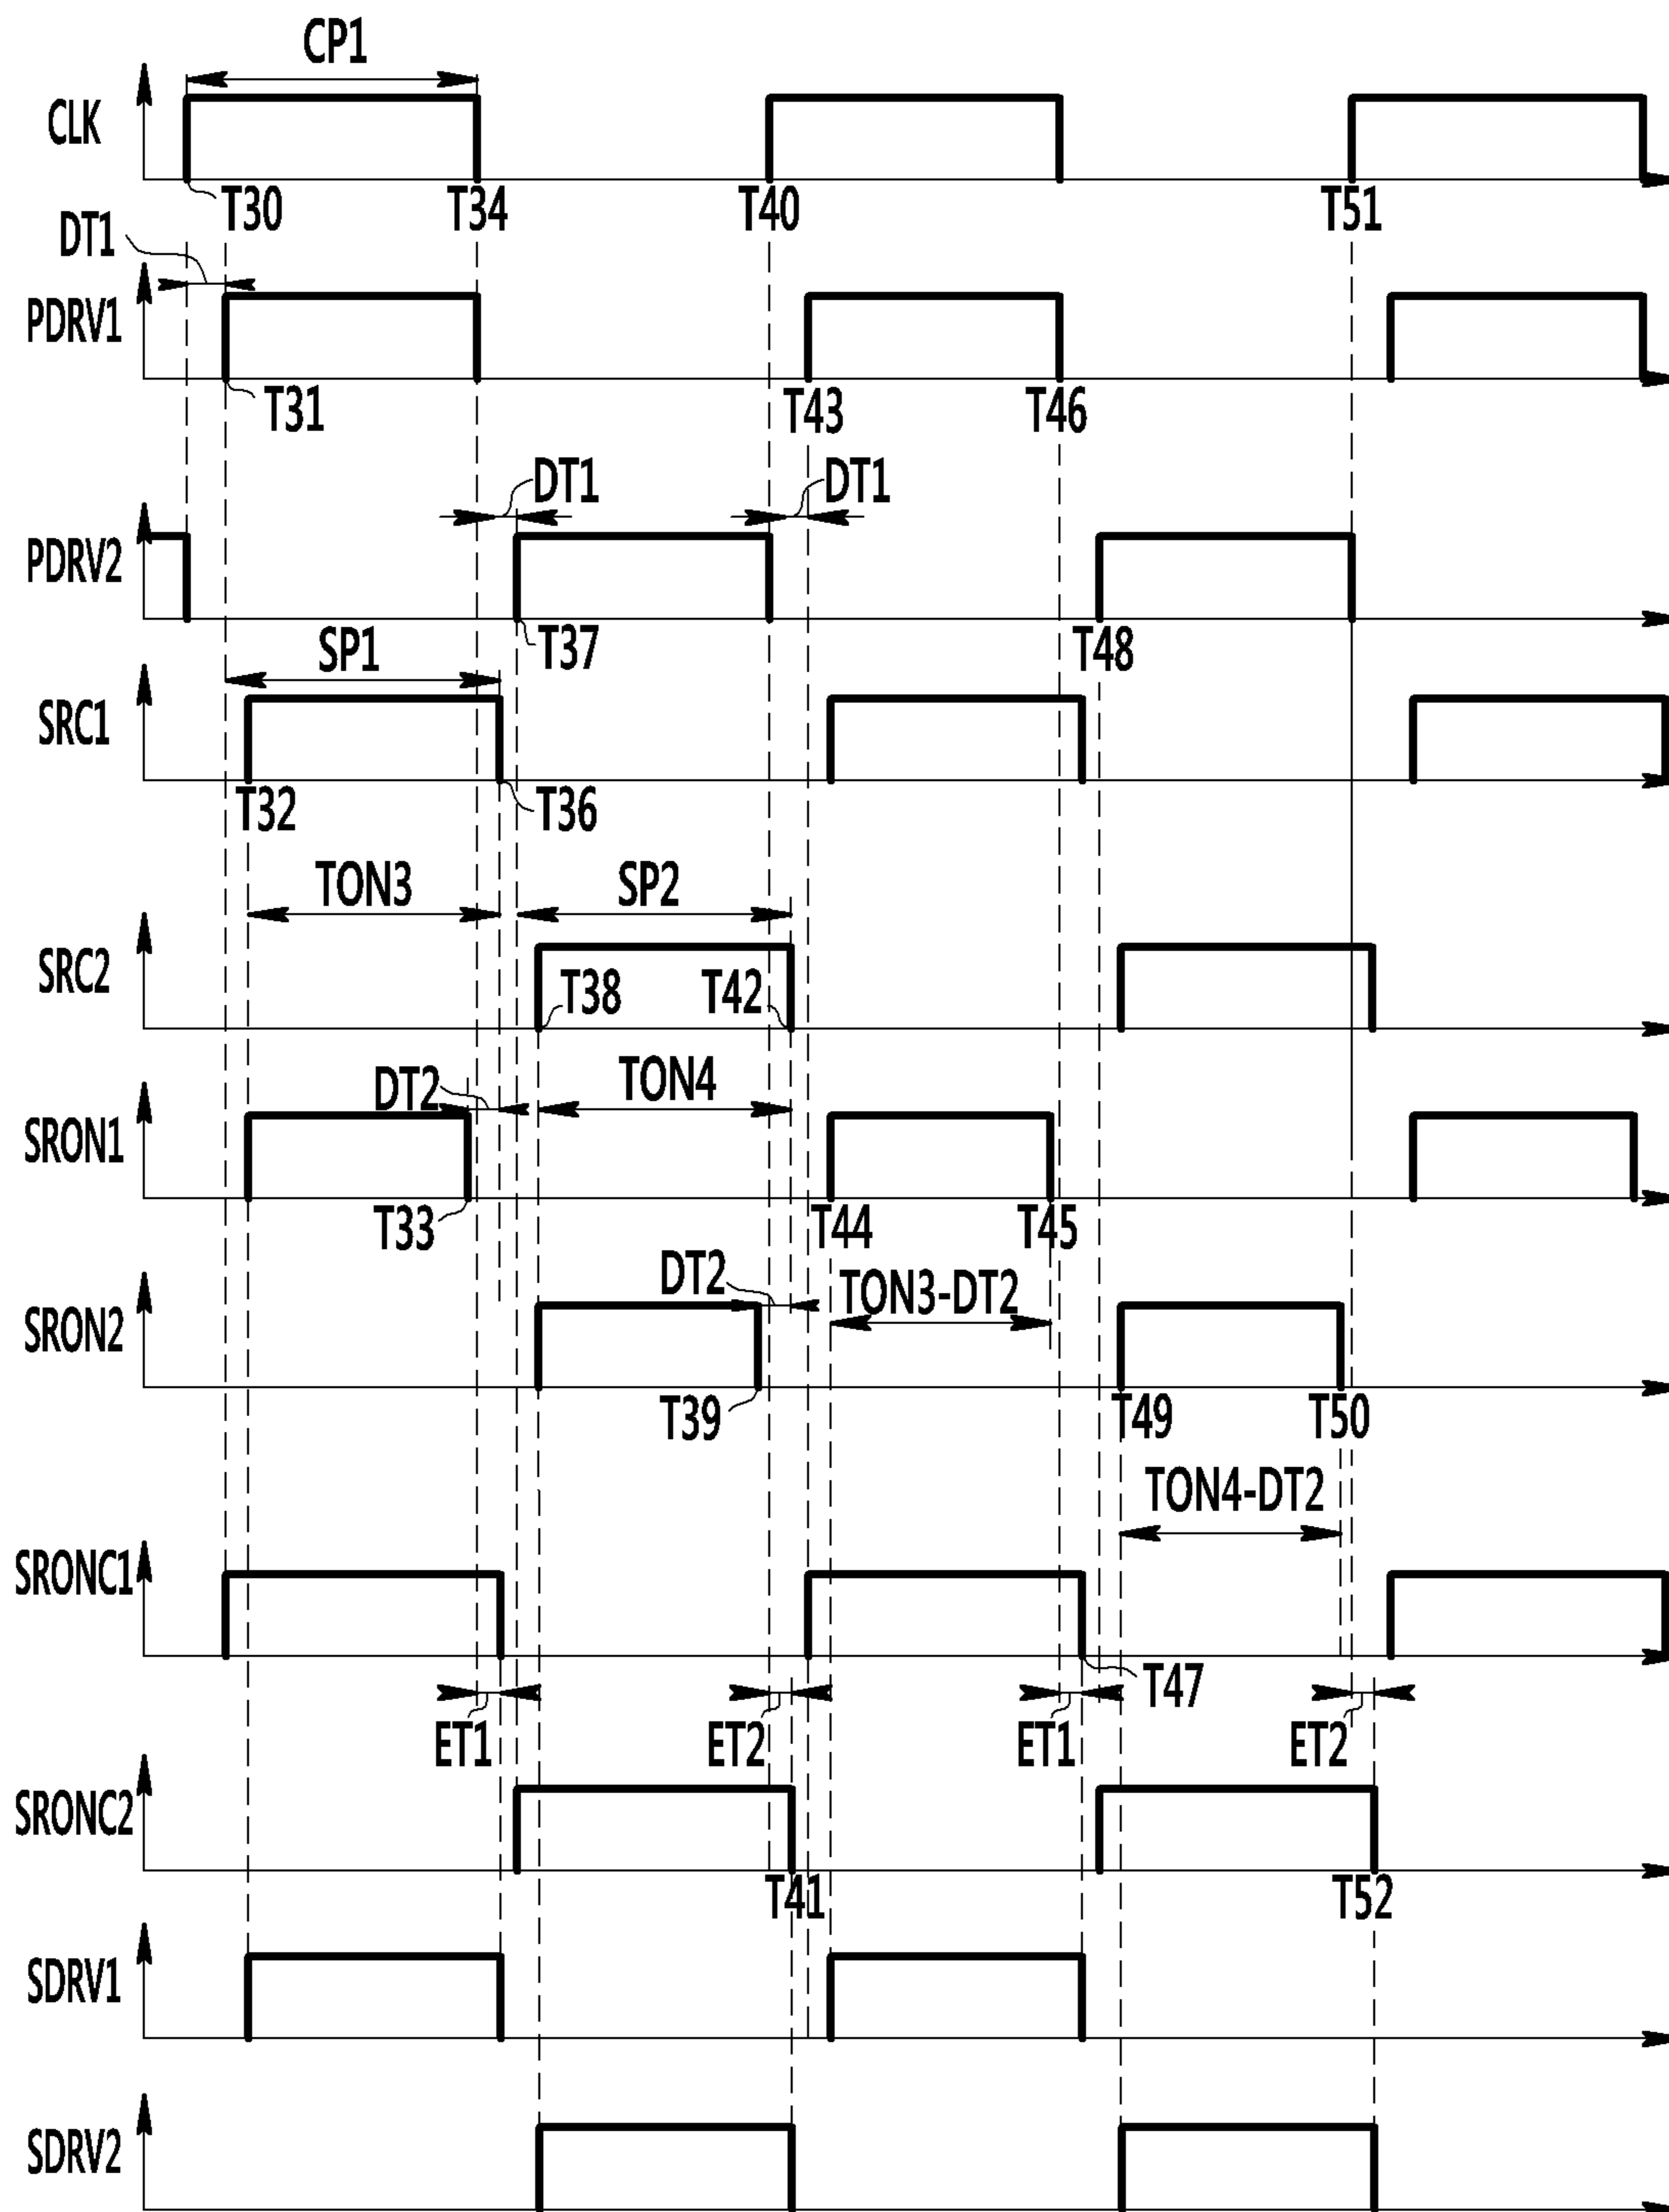 CP1
CLK
T30 T34 T40 T51
DT1
PDRV1
T31 T43 T46
DT1 DT1
PDRV2
T37 T48
SP1
SRC1
T32 T36
TON3 SP2
SRC2
T38 T42
DT2 TON4
SRON1
T33 T44 T45
DT2 TON3-DT2
SRON2
T39 T49 T50
TON4-DT2
SRONC1
T47
ET1 ET2 ET1 ET2
SRONC2
T41 T52
SDRV1
SDRV2